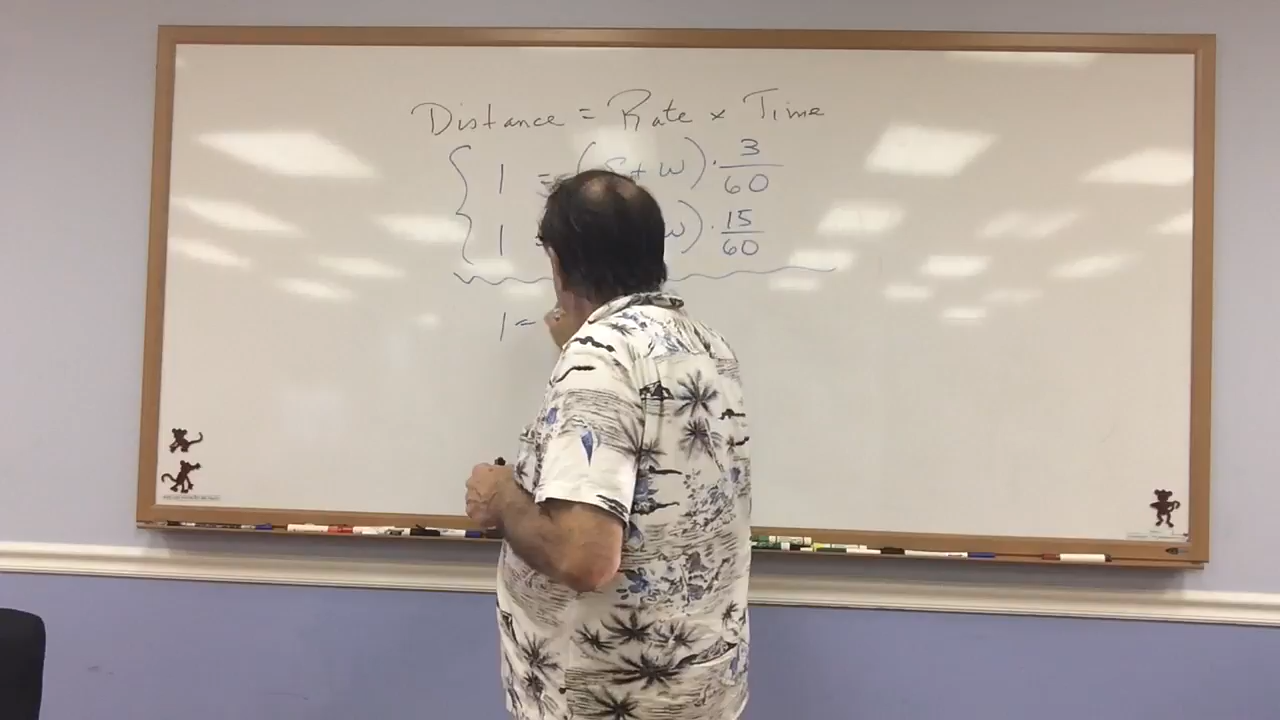 Distance = Rate × Time
1 = ( + w) · 3/60
1 w) · 15/60
1 =